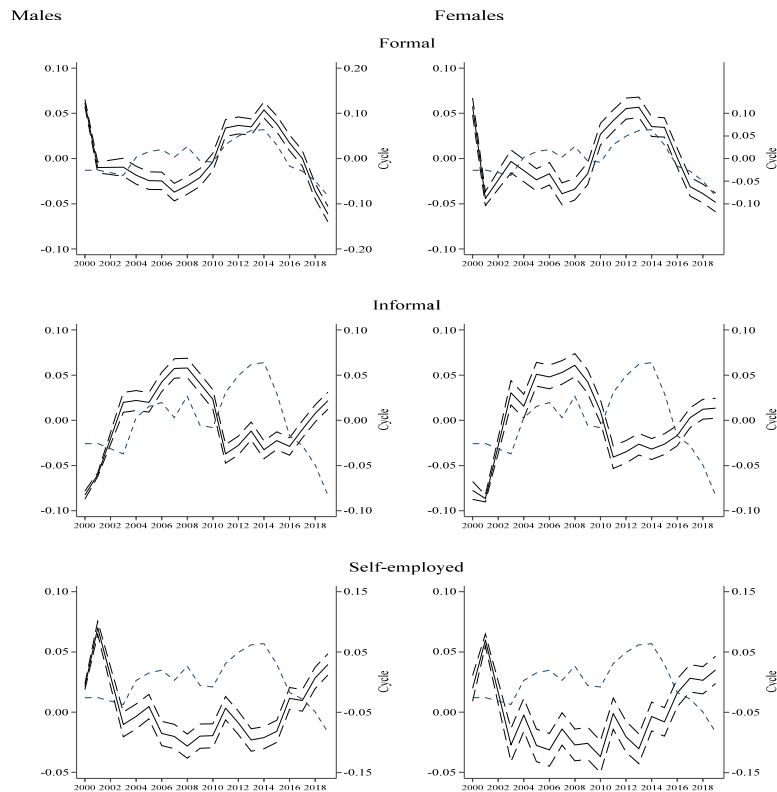 Males Females
Formal
0.10 0.20 0.10
0.05 0.10 0.05 0.10
0.05
0.00 0.00 Cycle 0.00 0.00 Cycle
-0.05
-0.05 -0.10 -0.05 -0.10
-0.10 -0.20 -0.10
2000 2002 2004 2006 2008 2010 2012 2014 2016 2018 2000 2002 2004 2006 2008 2010 2012 2014 2016 2018
Informal
0.10 0.10 0.10 0.10
0.05 0.05 0.05 0.05
0.00 0.00 Cycle 0.00 0.00 Cycle
-0.05 -0.05 -0.05 -0.05
-0.10 -0.10 -0.10 -0.10
2000 2002 2004 2006 2008 2010 2012 2014 2016 2018 2000 2002 2004 2006 2008 2010 2012 2014 2016 2018
Self-employed
0.10 0.15 0.10 0.15
0.05 0.05 Cycle 0.05 0.05 Cycle
0.00 -0.05 0.00 -0.05
-0.05 -0.15 -0.05 -0.15
2000 2002 2004 2006 2008 2010 2012 2014 2016 2018 2000 2002 2004 2006 2008 2010 2012 2014 2016 2018